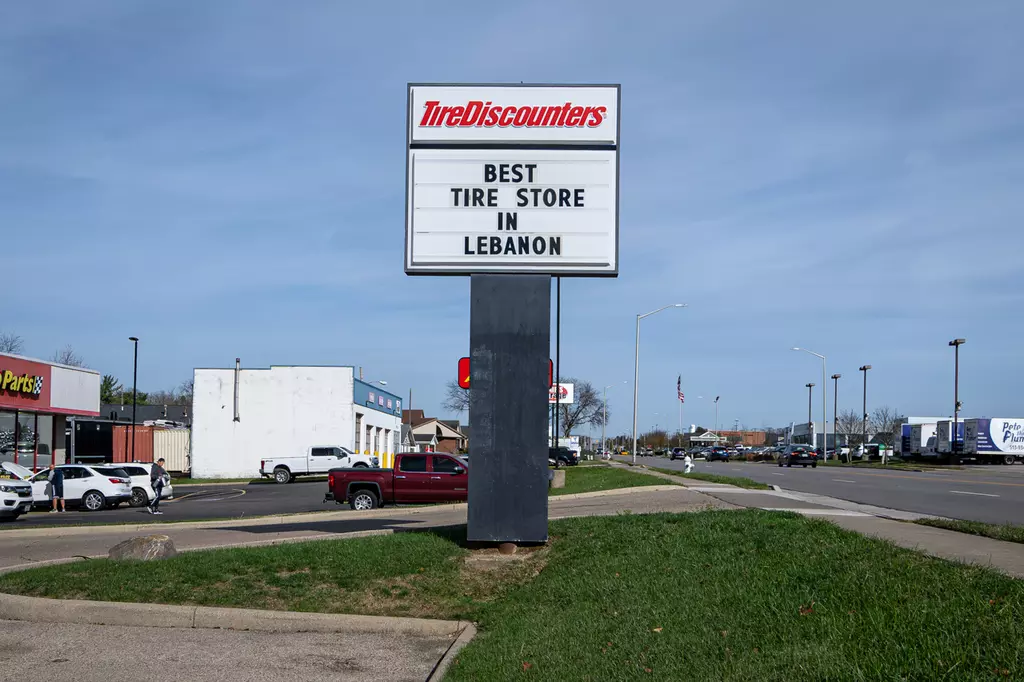 TireDiscounters
BEST
TIRE STORE
IN
LEBANON
Parts